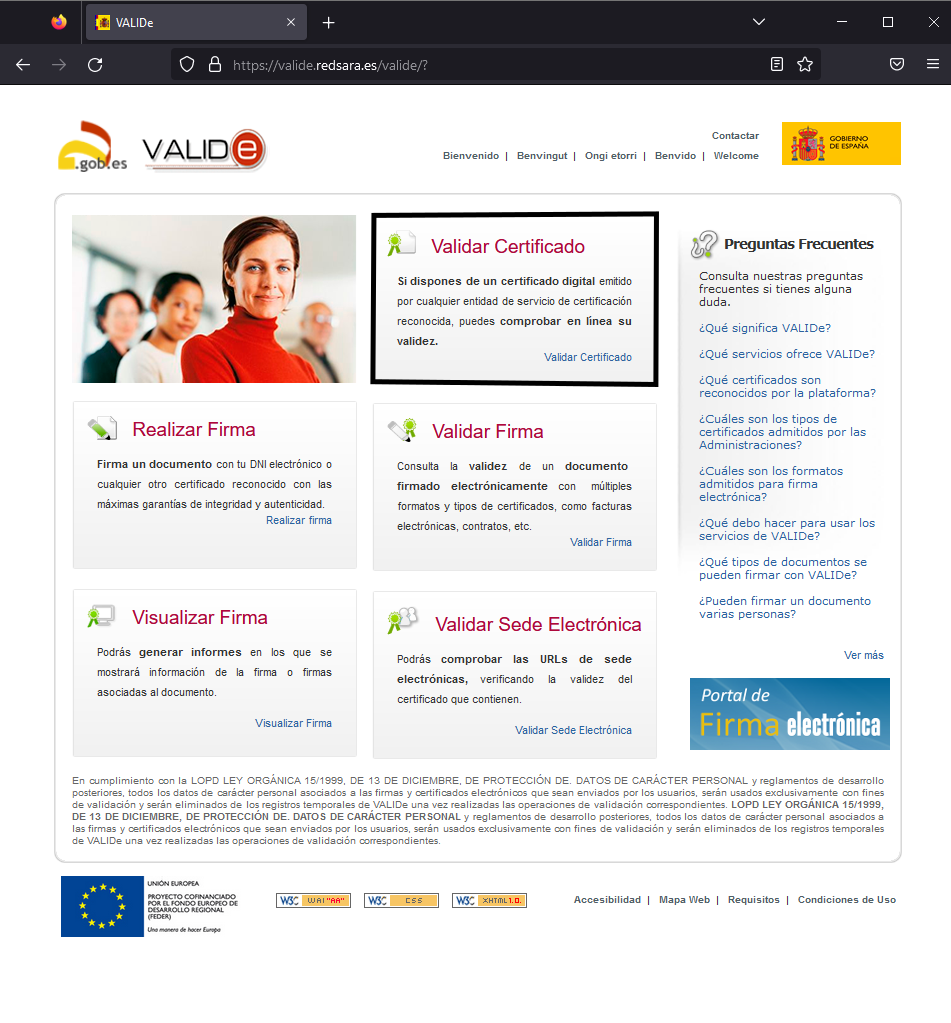 VALIDe
https://valide.redsara.es/valide/?
.gob.es
VALIDe
Contactar
Bienvenido | Benvingut | Ongi etorri | Benvido | Welcome
GOBIERNO
DE ESPAÑA
Validar Certificado
Si dispones de un certificado digital emitido
por cualquier entidad de servicio de certificación
reconocida, puedes comprobar en línea su
validez.
Validar Certificado
Realizar Firma
Firma un documento con tu DNI electrónico o
cualquier otro certificado reconocido con las
máximas garantías de integridad y autenticidad.
Realizar firma
Validar Firma
Consulta la validez de un documento
firmado electrónicamente con múltiples
formatos y tipos de certificados, como facturas
electrónicas, contratos, etc.
Validar Firma
Visualizar Firma
Podrás generar informes en los que se
mostrará información de la firma o firmas
asociadas al documento.
Visualizar Firma
Validar Sede Electrónica
Podrás comprobar las URLs de sede
electrónicas, verificando la validez del
certificado que contienen.
Validar Sede Electrónica
Preguntas Frecuentes
Consulta nuestras preguntas
frecuentes si tienes alguna
duda.
¿Qué significa VALIDe?
¿Qué servicios ofrece VALIDe?
¿Qué certificados son
reconocidos por la plataforma?
¿Cuáles son los tipos de
certificados admitidos por las
Administraciones?
¿Cuáles son los formatos
admitidos para firma
electrónica?
¿Qué debo hacer para usar los
servicios de VALIDe?
¿Qué tipos de documentos se
pueden firmar con VALIDe?
¿Pueden firmar un documento
varias personas?
Ver más
Portal de
Firma electrónica
En cumplimiento con la LOPD LEY ORGÁNICA 15/1999, DE 13 DE DICIEMBRE, DE PROTECCIÓN DE. DATOS DE CARÁCTER PERSONAL y reglamentos de desarrollo
posteriores, todos los datos de carácter personal asociados a las firmas y certificados electrónicos que sean enviados por los usuarios, serán usados exclusivamente con fines
de validación y serán eliminados de los registros temporales de VALIDe una vez realizadas las operaciones de validación correspondientes. LOPD LEY ORGÁNICA 15/1999,
DE 13 DE DICIEMBRE, DE PROTECCIÓN DE. DATOS DE CARÁCTER PERSONAL y reglamentos de desarrollo posteriores, todos los datos de carácter personal asociados a
las firmas y certificados electrónicos que sean enviados por los usuarios, serán usados exclusivamente con fines de validación y serán eliminados de los registros temporales
de VALIDe una vez realizadas las operaciones de validación correspondientes.
UNIÓN EUROPEA
PROYECTO COFINANCIADO
POR EL FONDO EUROPEO DE
DESARROLLO REGIONAL
(FEDER)
Una manera de hacer Europa
W3C WAI "AA"
W3C CSS
W3C XHTML 1.0.
Accesibilidad | Mapa Web | Requisitos | Condiciones de Uso